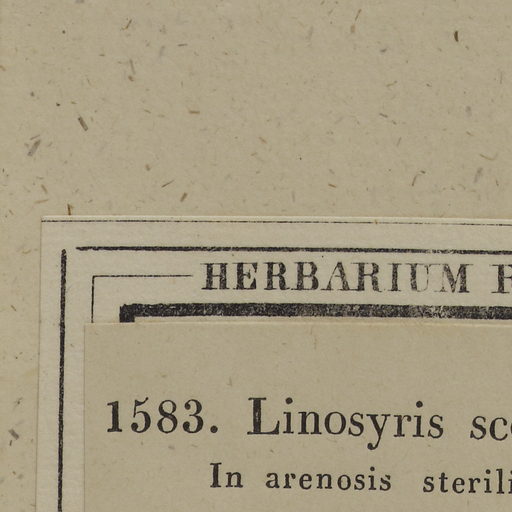 HERBARIUM
1583. Linosyris
In arenosis